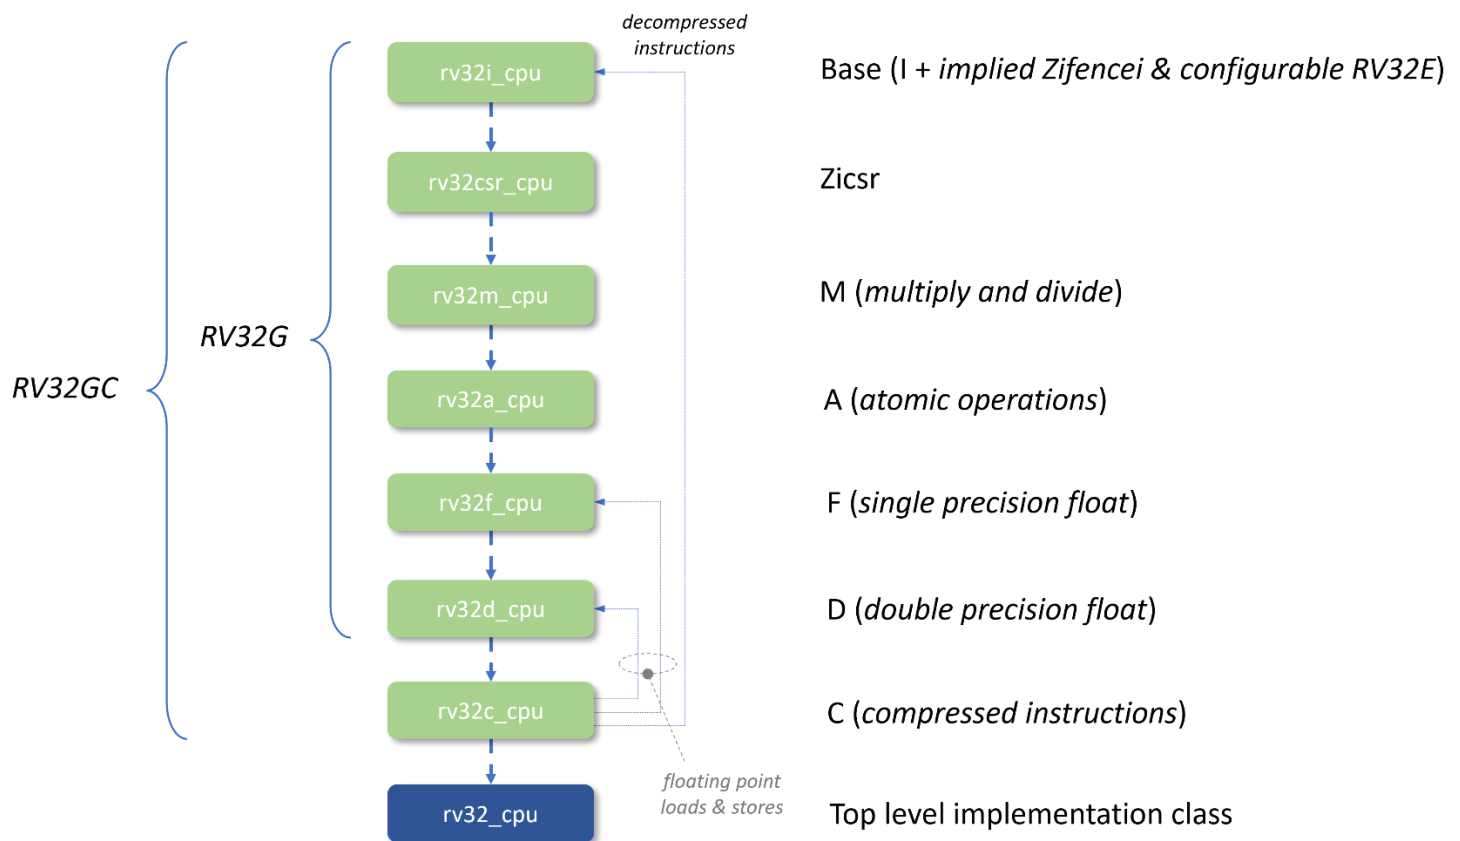 decompressed
instructions
rv32i_cpu
Base (I + implied Zifencei & configurable RV32E)
rv32csr_cpu
Zicsr
rv32m_cpu
M (multiply and divide)
RV32G
RV32GC
rv32a_cpu
A (atomic operations)
rv32f_cpu
F (single precision float)
rv32d_cpu
D (double precision float)
rv32c_cpu
C (compressed instructions)
floating point
loads & stores
rv32_cpu
Top level implementation class